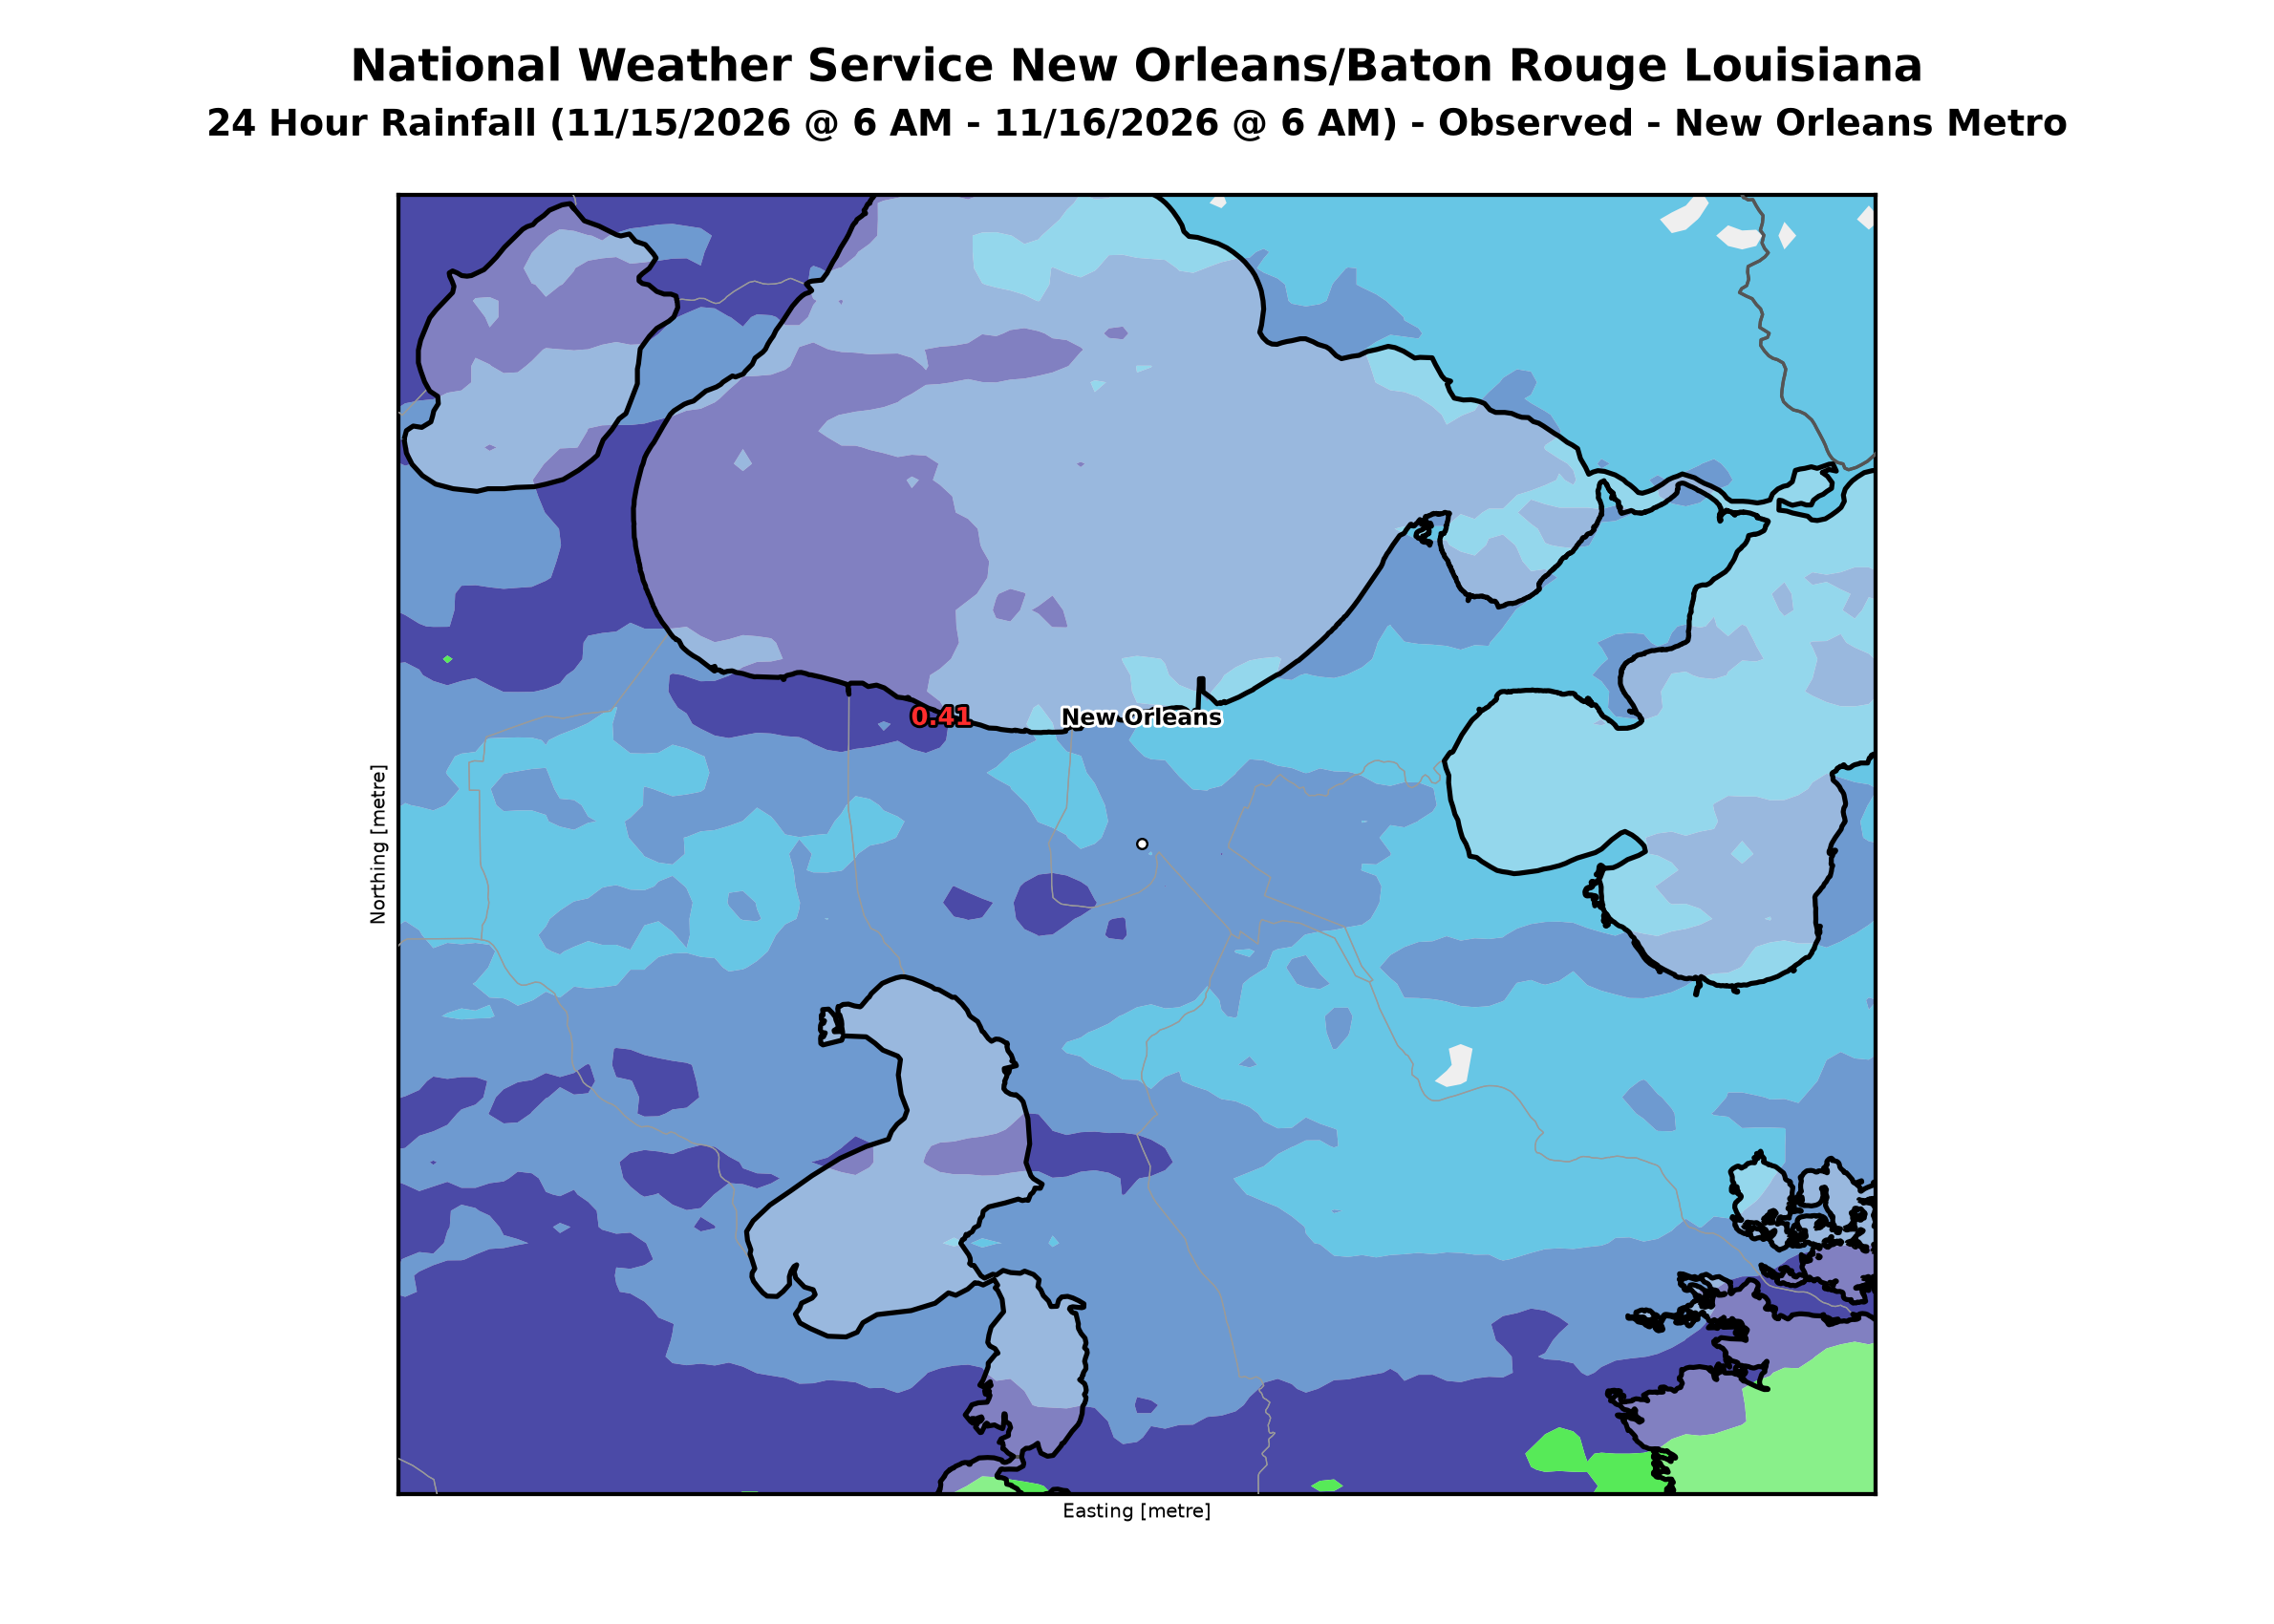 National Weather Service New Orleans/Baton Rouge Louisiana
24 Hour Rainfall (11/15/2026 @ 6 AM - 11/16/2026 @ 6 AM) - Observed - New Orleans Metro
0.41
New Orleans
Northing [metre]
Easting [metre]